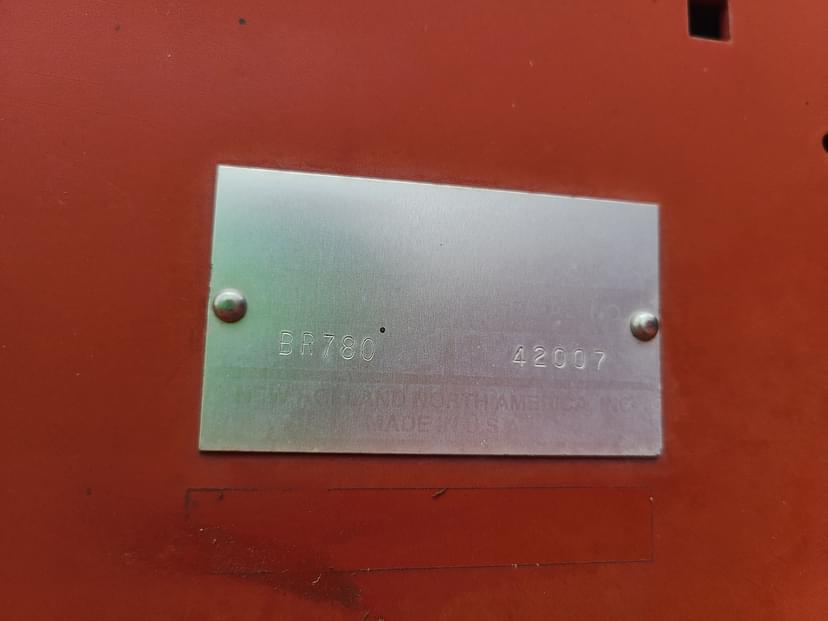 BR780 42007
NEW HOLLAND NORTH AMERICA, INC.
MADE IN U.S.A.